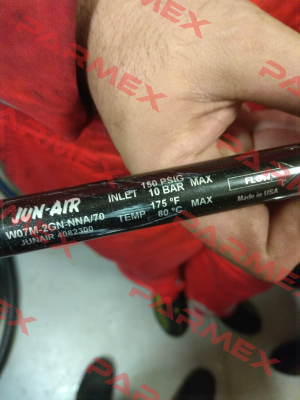 JUN-AIR
W07M-2GN-NNA/70
JUNAIR 4082300
INLET 150 PSIG MAX
10 BAR
TEMP 175 °F MAX
80 °C
FLOW
Made in USA
PARMEX
PARMEX
PARMEX
PARMEX
PARMEX